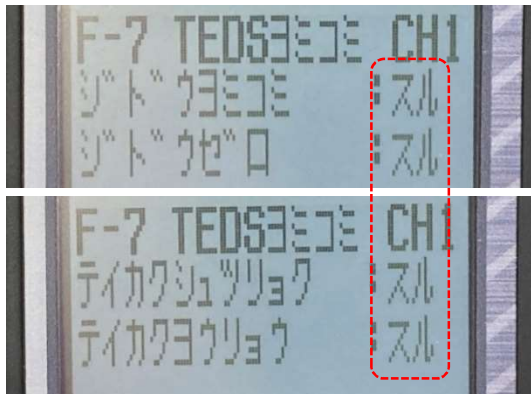 F-7 TEDSﾖﾐｺﾐ CH1
ｼﾞﾄﾞｳﾖﾐｺﾐ :ｽﾙ
ｼﾞﾄﾞｳｾﾞﾛ :ｽﾙ
F-7 TEDSﾖﾐｺﾐ CH1
ﾃｲｶｸｼｭﾂﾘｮｸ :ｽﾙ
ﾃｲｶｸﾖｳﾘｮｳ :ｽﾙ